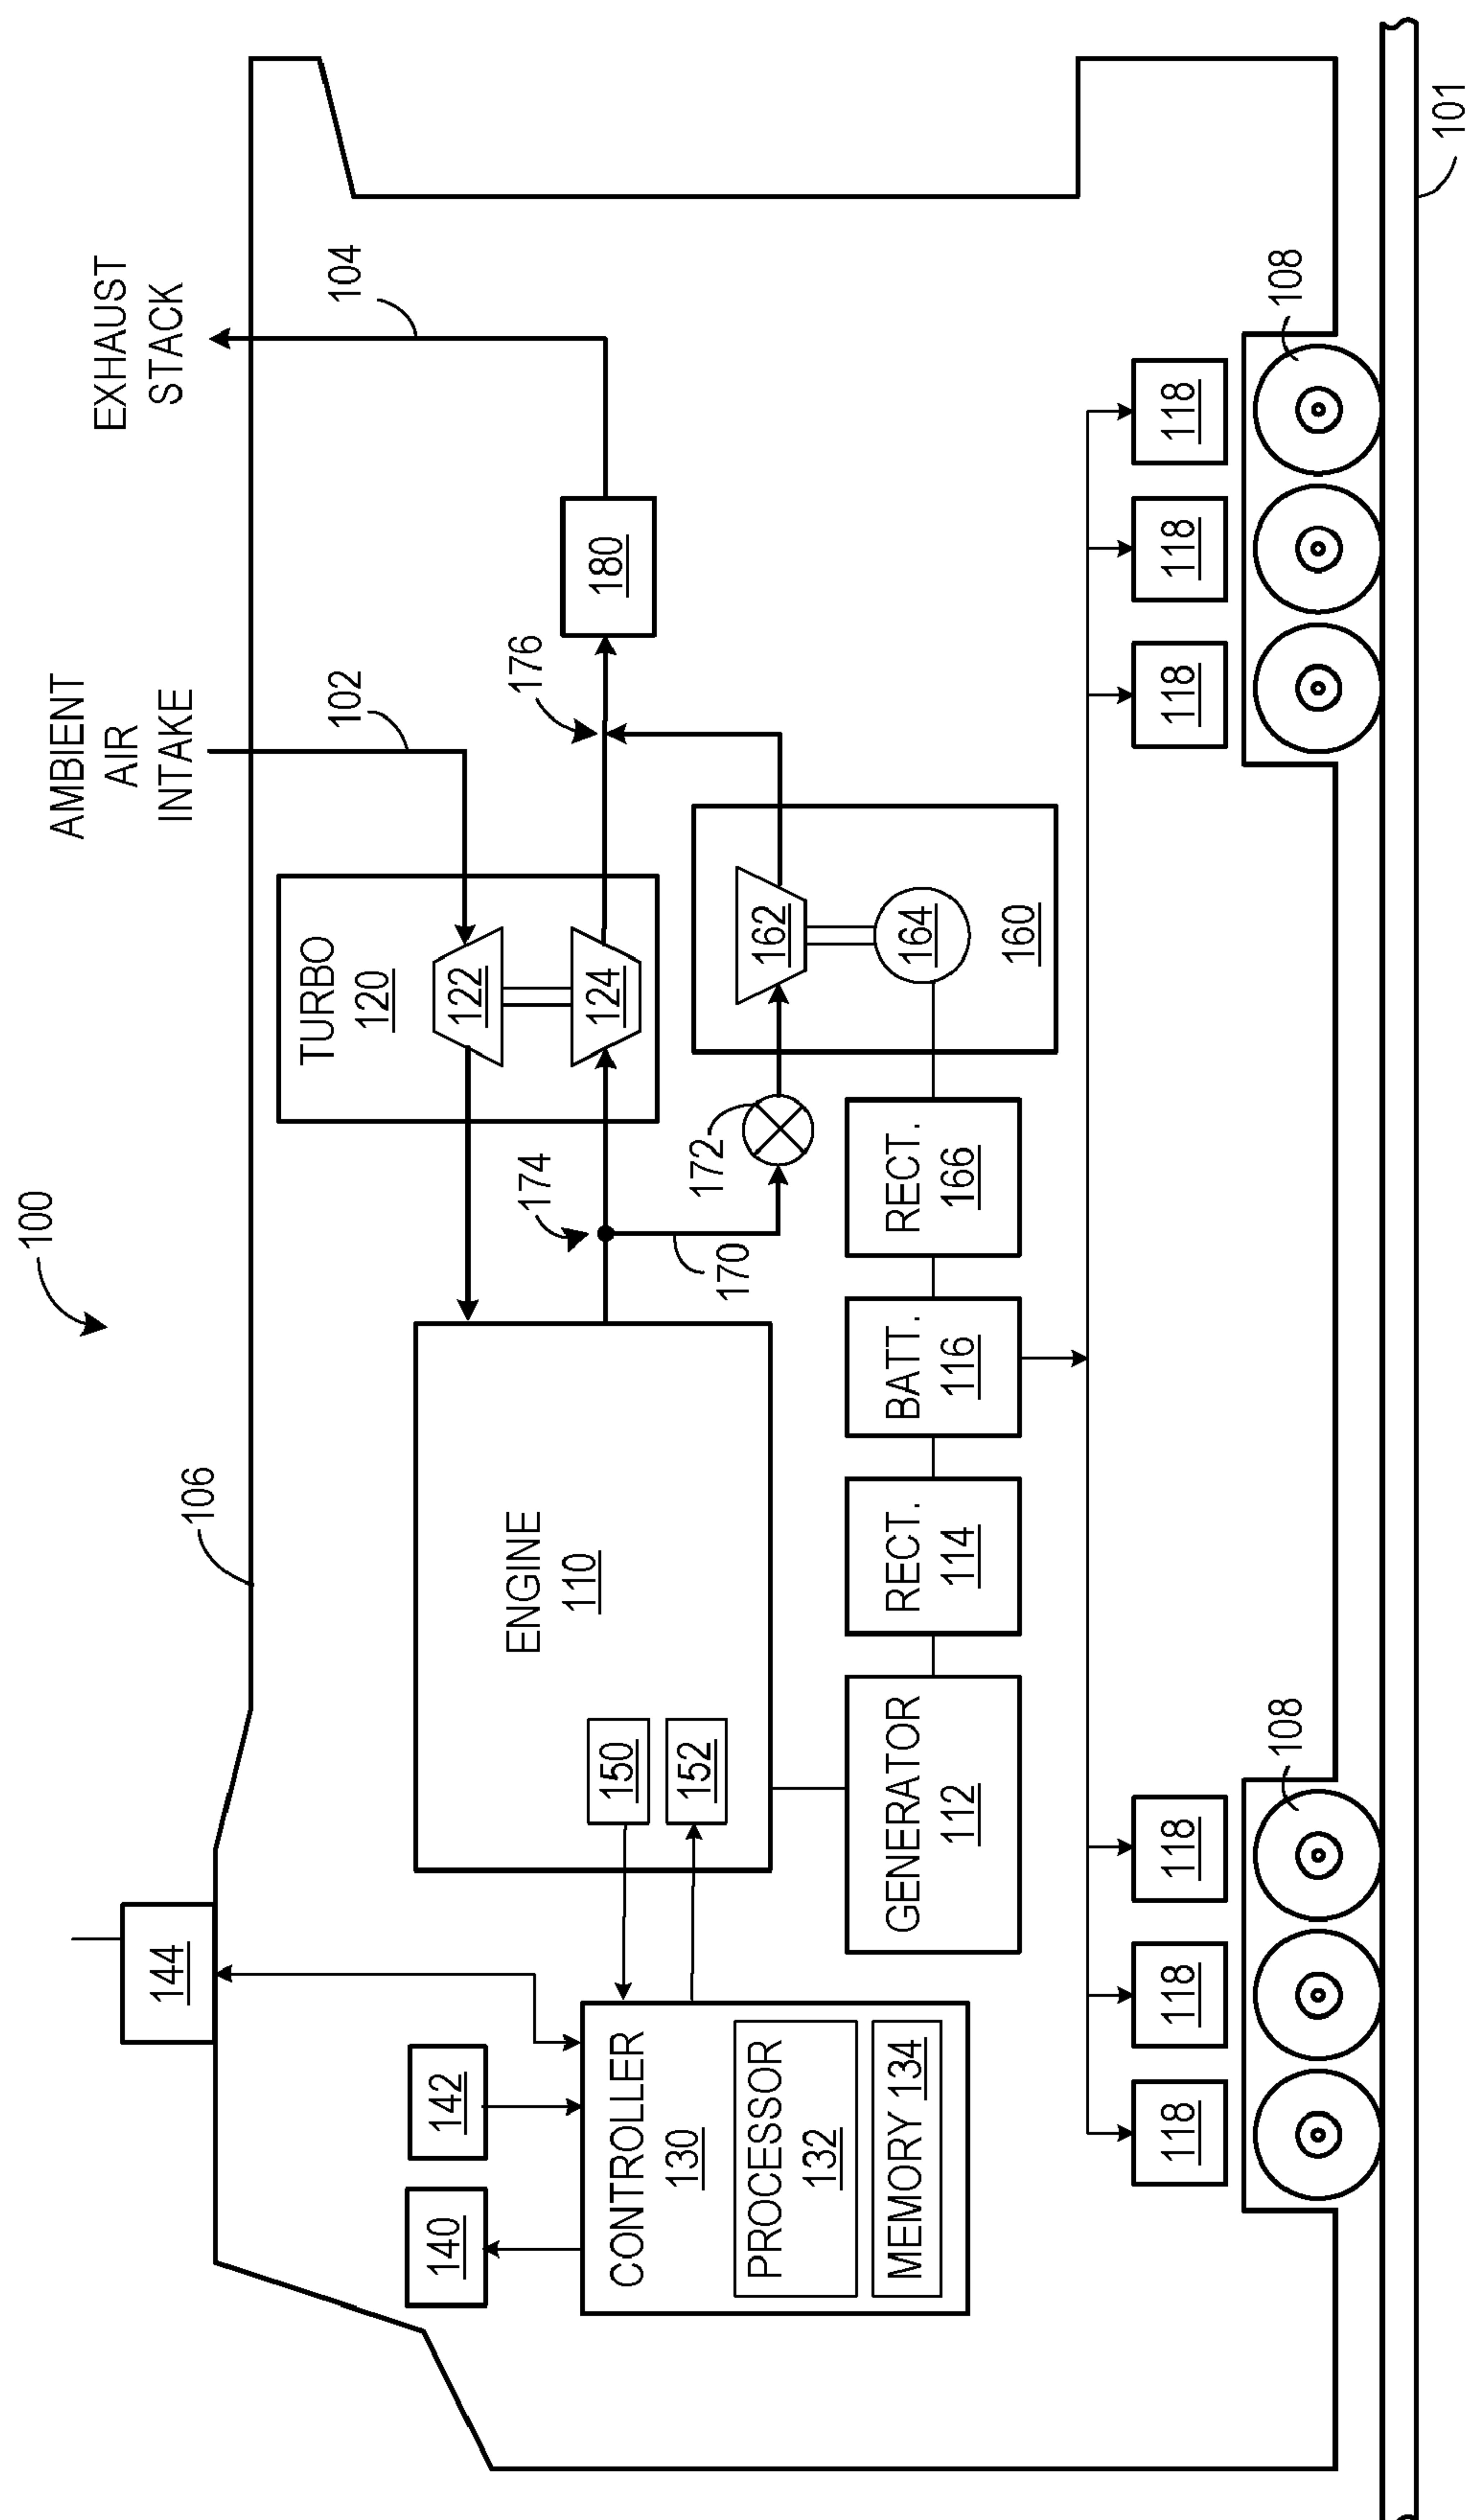 100
AMBIENT
AIR
INTAKE
EXHAUST
STACK
106
144
102
104
TURBO
120
122
124
174
176
180
ENGINE
110
150
152
142
140
172
170
162
164
160
CONTROLLER
130
PROCESSOR
132
MEMORY 134
GENERATOR
112
RECT.
114
BATT.
116
RECT.
166
118
118
118
118
118
118
108
108
101